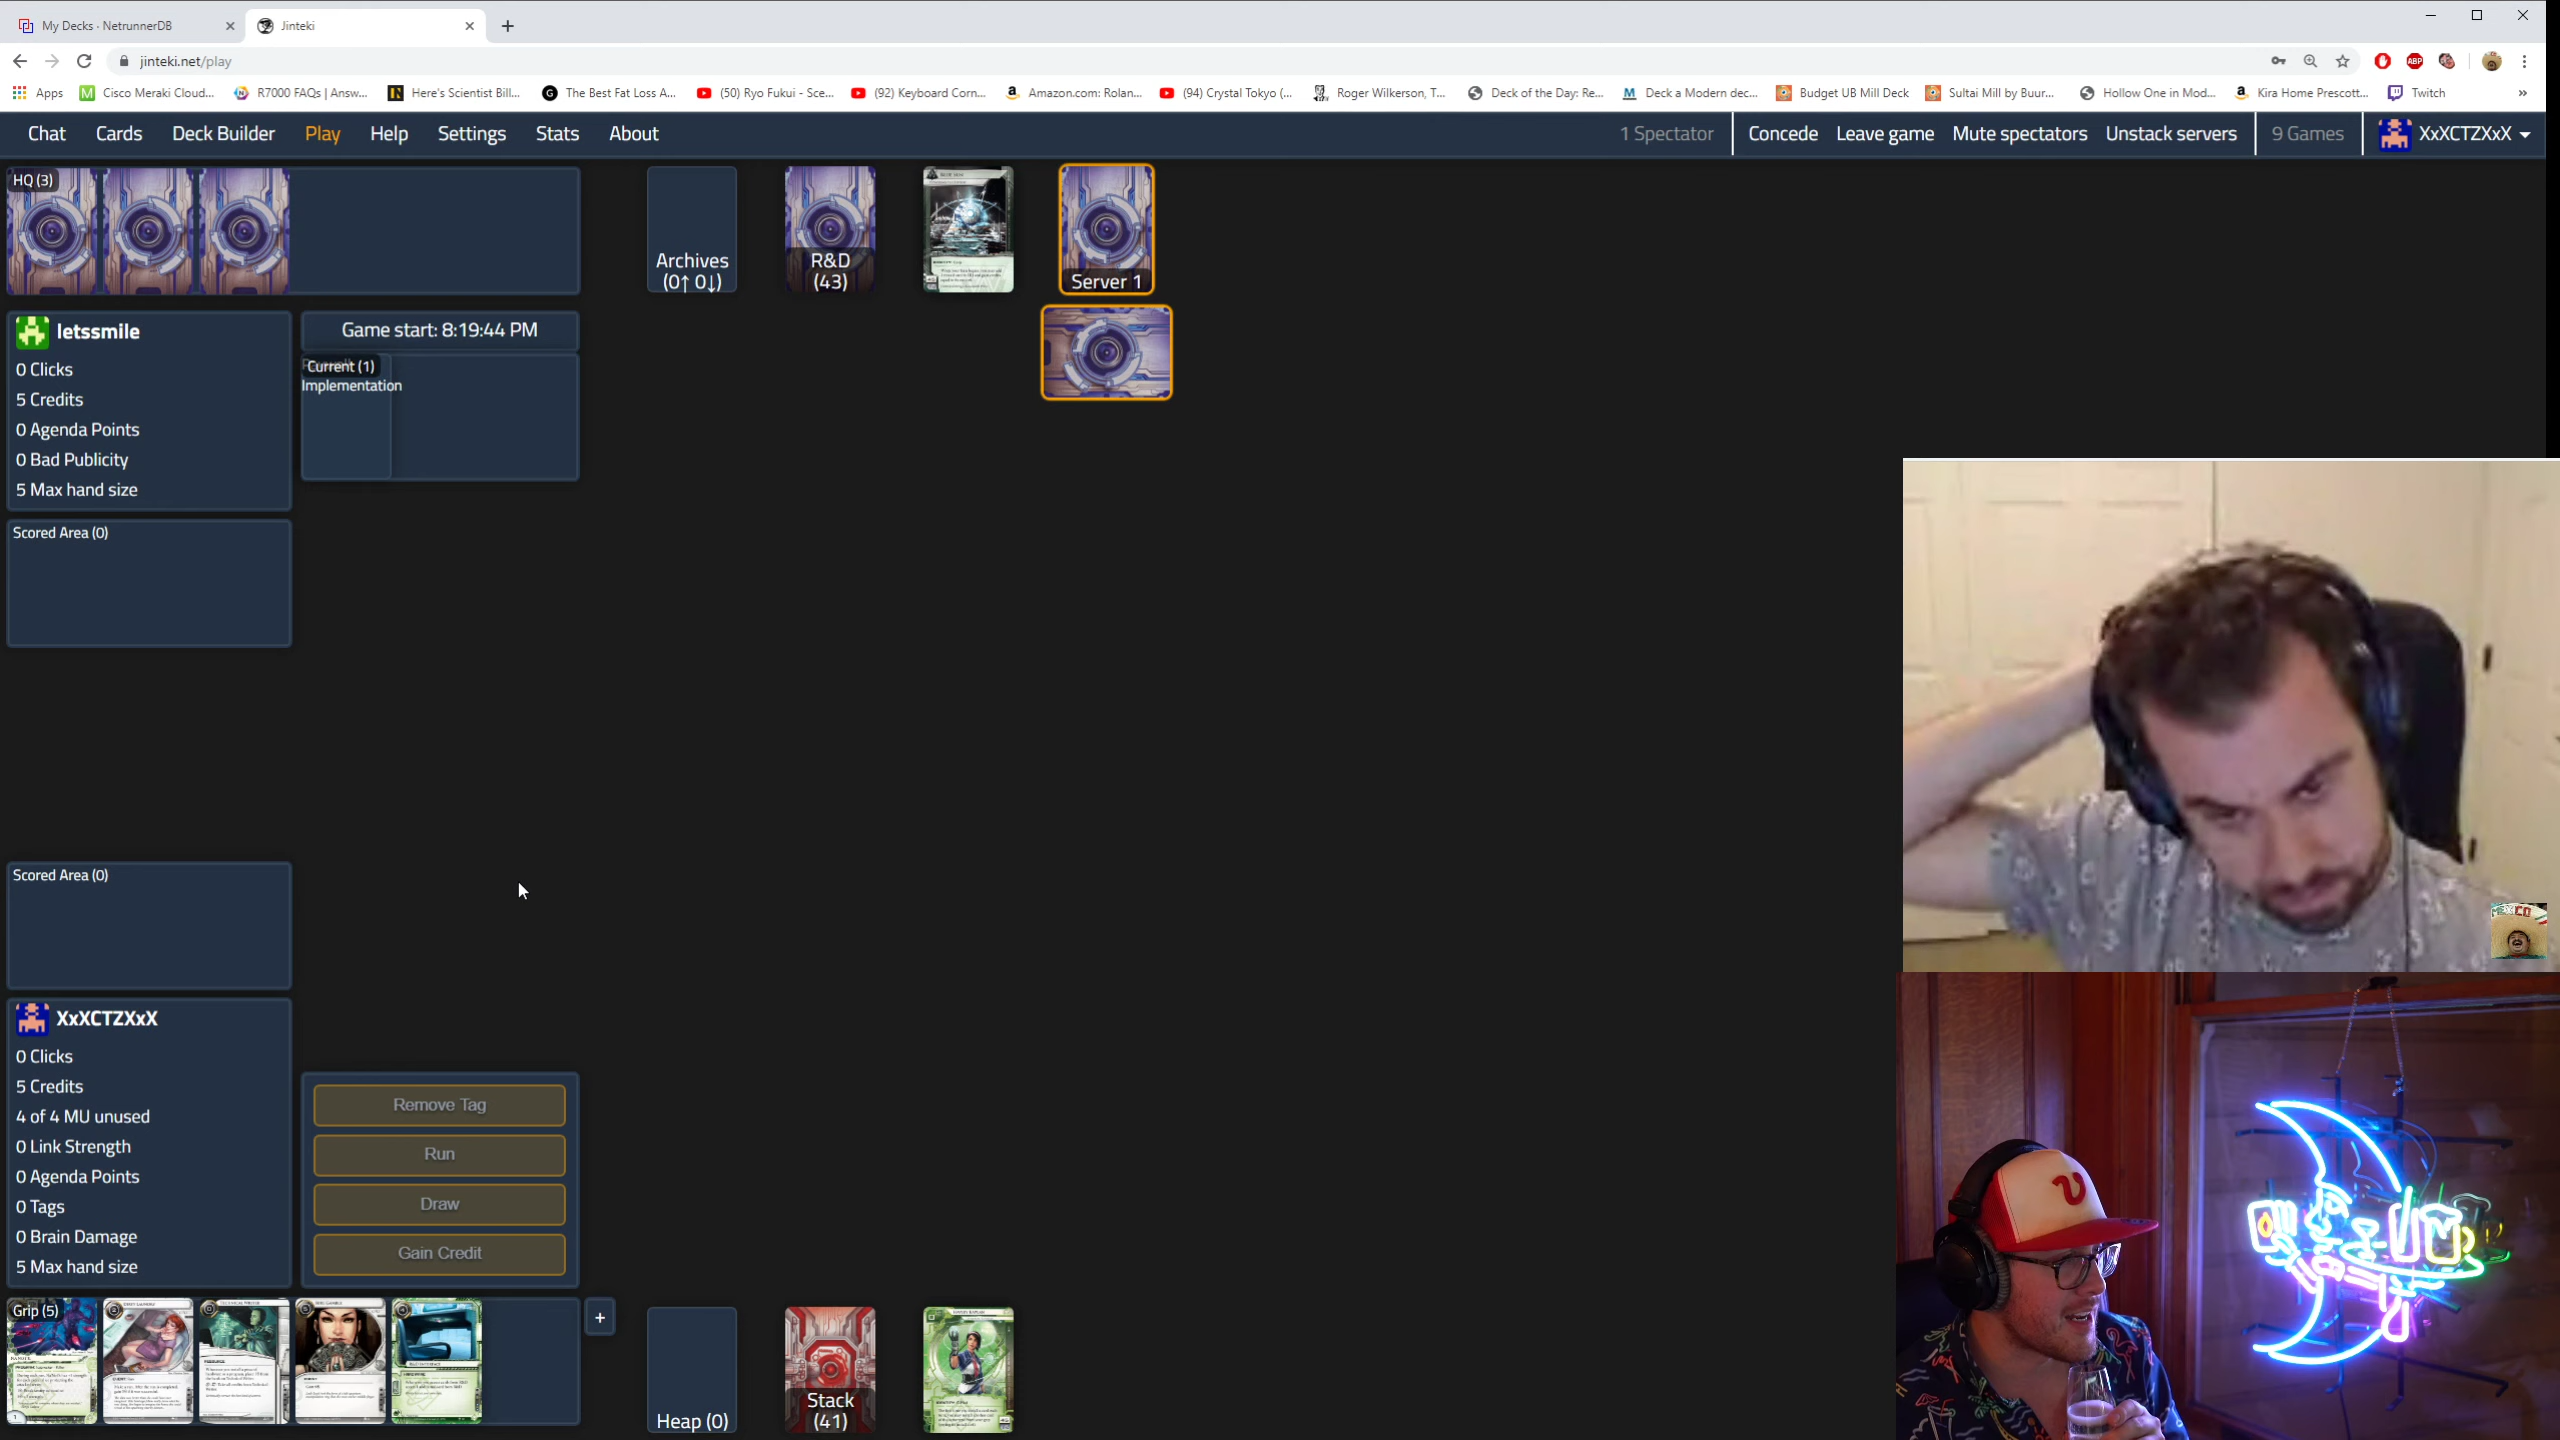 My Decks · NetrunnerDB
Jinteki
jinteki.net/play
Apps
Cisco Meraki Cloud...
R7000 FAQs | Answ...
Here's Scientist Bill...
The Best Fat Loss A...
(50) Ryo Fukui - Sce...
(92) Keyboard Corn...
Amazon.com: Rolan...
(94) Crystal Tokyo (...
Roger Wilkerson, T...
Deck of the Day: Re...
Deck a Modern dec...
Budget UB Mill Deck
Sultai Mill by Buur...
Hollow One in Mod...
Kira Home Prescott...
Twitch
»
Chat
Cards
Deck Builder
Play
Help
Settings
Stats
About
1 Spectator
Concede
Leave game
Mute spectators
Unstack servers
9 Games
XxXCTZXxX
HQ (3)
Archives
(0↑ 0↓)
R&D
(43)
Server 1
letssmile
0 Clicks
5 Credits
0 Agenda Points
0 Bad Publicity
5 Max hand size
Game start: 8:19:44 PM
Current (1)
Implementation
Scored Area (0)
Scored Area (0)
XxXCTZXxX
0 Clicks
5 Credits
4 of 4 MU unused
0 Link Strength
0 Agenda Points
0 Tags
0 Brain Damage
5 Max hand size
Remove Tag
Run
Draw
Gain Credit
Grip (5)
+
Heap (0)
Stack
(41)
MEXICO
ABP